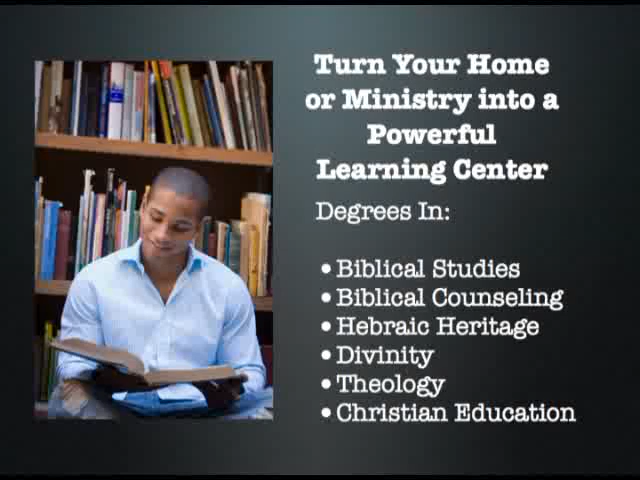 Turn Your Home
or Ministry into a
Powerful
Learning Center
Degrees In:
•Biblical Studies
•Biblical Counseling
•Hebraic Heritage
•Divinity
•Theology
•Christian Education